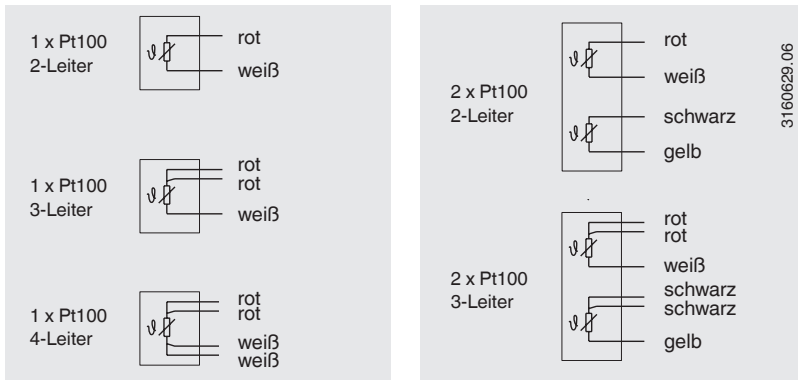 1 x Pt100
2-Leiter
ϑ
rot
weiß
1 x Pt100
3-Leiter
ϑ
rot
rot
weiß
1 x Pt100
4-Leiter
ϑ
rot
rot
weiß
weiß
2 x Pt100
2-Leiter
ϑ
rot
weiß
ϑ
schwarz
gelb
2 x Pt100
3-Leiter
ϑ
rot
rot
weiß
ϑ
schwarz
schwarz
gelb
3160629.06